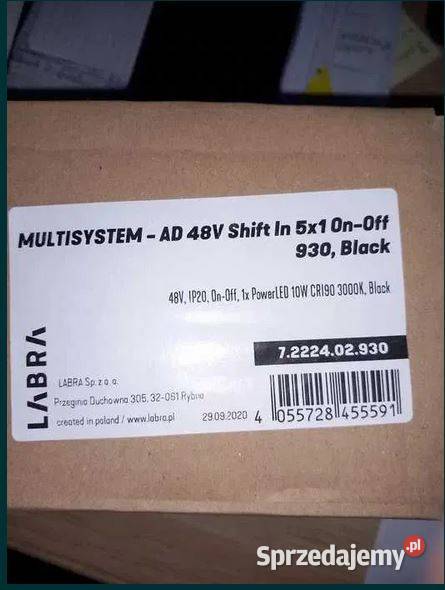 MULTISYSTEM - AD 48V Shift In 5x1 On-Off
930, Black
48V, IP20, On-Off, 1x PowerLED 10W CRI90 3000K, Black
7.2224.02.930
LABRA
LABRA Sp. z o. o.
Przeginia Duchowna 305, 32-061 Rybna
created in poland / www.labra.pl
29.09.2020
4 055728 455591
Sprzedajemy.pl